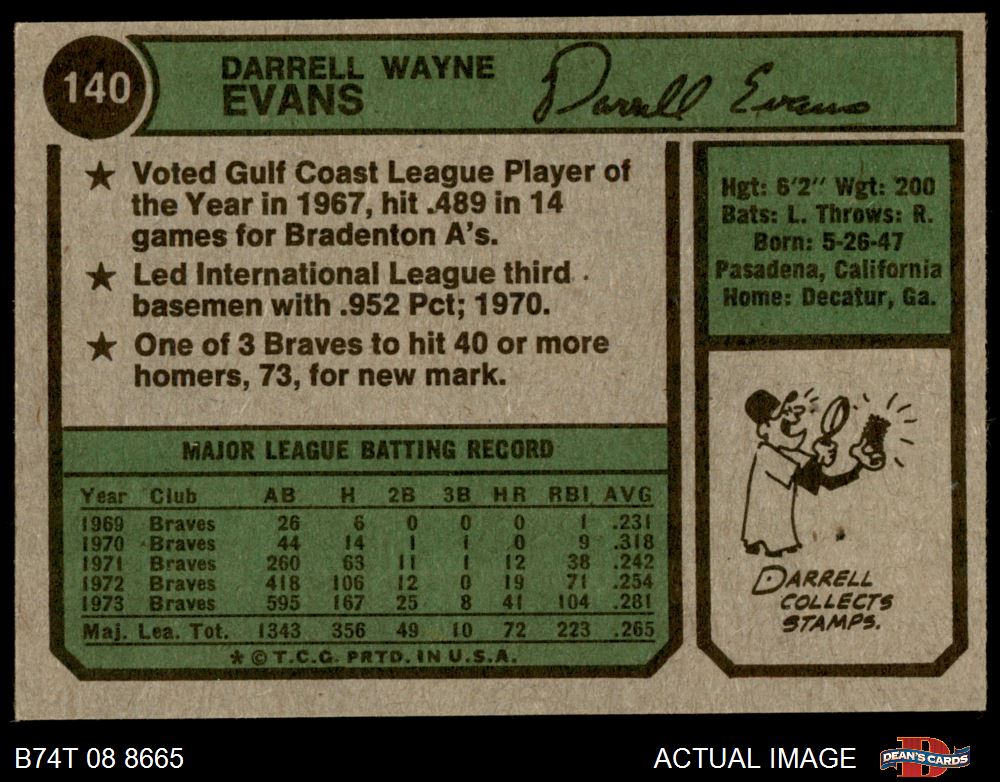 140
DARRELL WAYNE
EVANS
Darrell Evans
★ Voted Gulf Coast League Player of
the Year in 1967, hit .489 in 14
games for Bradenton A's.
★ Led International League third
basemen with .952 Pct; 1970.
★ One of 3 Braves to hit 40 or more
homers, 73, for new mark.
Hgt: 6'2" Wgt: 200
Bats: L. Throws: R.
Born: 5-26-47
Pasadena, California
Home: Decatur, Ga.
MAJOR LEAGUE BATTING RECORD
Year Club AB H 2B 3B HR RBI AVG
1969 Braves 26 6 0 0 0 1 .231
1970 Braves 44 14 1 1 0 9 .318
1971 Braves 260 63 11 1 12 38 .242
1972 Braves 418 106 12 0 19 71 .254
1973 Braves 595 167 25 8 41 104 .281
Maj. Lea. Tot. 1343 356 49 10 72 223 .265
* © T.C.G. PRTD. IN U.S.A.
DARRELL
COLLECTS
STAMPS.
B74T 08 8665
ACTUAL IMAGE
DEAN'S CARDS